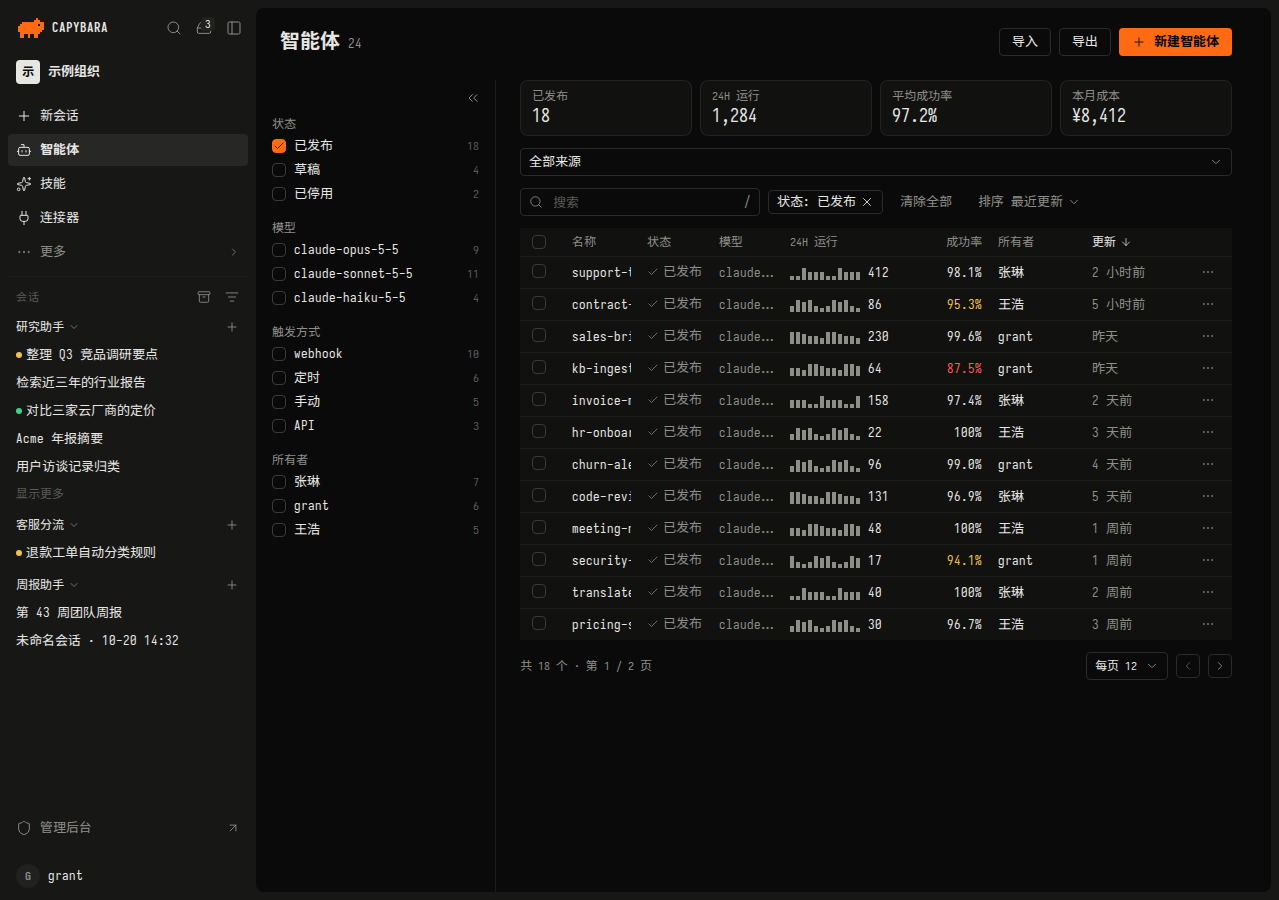 CAPYBARA
3
示 示例组织
新会话
智能体
技能
连接器
更多
会话
研究助手
整理 Q3 竞品调研要点
检索近三年的行业报告
对比三家云厂商的定价
Acme 年报摘要
用户访谈记录归类
显示更多
客服分流
退款工单自动分类规则
周报助手
第 43 周团队周报
未命名会话 · 10-20 14:32
管理后台
G grant
智能体 24
导入 导出 新建智能体
状态
已发布 18
草稿 4
已停用 2
模型
claude-opus-5-5 9
claude-sonnet-5-5 11
claude-haiku-5-5 4
触发方式
webhook 10
定时 6
手动 5
API 3
所有者
张琳 7
grant 6
王浩 5
已发布 24H 运行 平均成功率 本月成本
18 1,284 97.2% ¥8,412
全部来源
搜索 / 状态: 已发布 清除全部 排序 最近更新
名称 状态 模型 24H 运行 成功率 所有者 更新
support-t 已发布 claude... 412 98.1% 张琳 2 小时前
contract- 已发布 claude... 86 95.3% 王浩 5 小时前
sales-bri 已发布 claude... 230 99.6% grant 昨天
kb-ingest 已发布 claude... 64 87.5% grant 昨天
invoice-r 已发布 claude... 158 97.4% 张琳 2 天前
hr-onboar 已发布 claude... 22 100% 王浩 3 天前
churn-ale 已发布 claude... 96 99.0% grant 4 天前
code-revi 已发布 claude... 131 96.9% 张琳 5 天前
meeting-r 已发布 claude... 48 100% 王浩 1 周前
security- 已发布 claude... 17 94.1% grant 1 周前
translate 已发布 claude... 40 100% 张琳 2 周前
pricing-s 已发布 claude... 30 96.7% 王浩 3 周前
共 18 个 · 第 1 / 2 页 每页 12